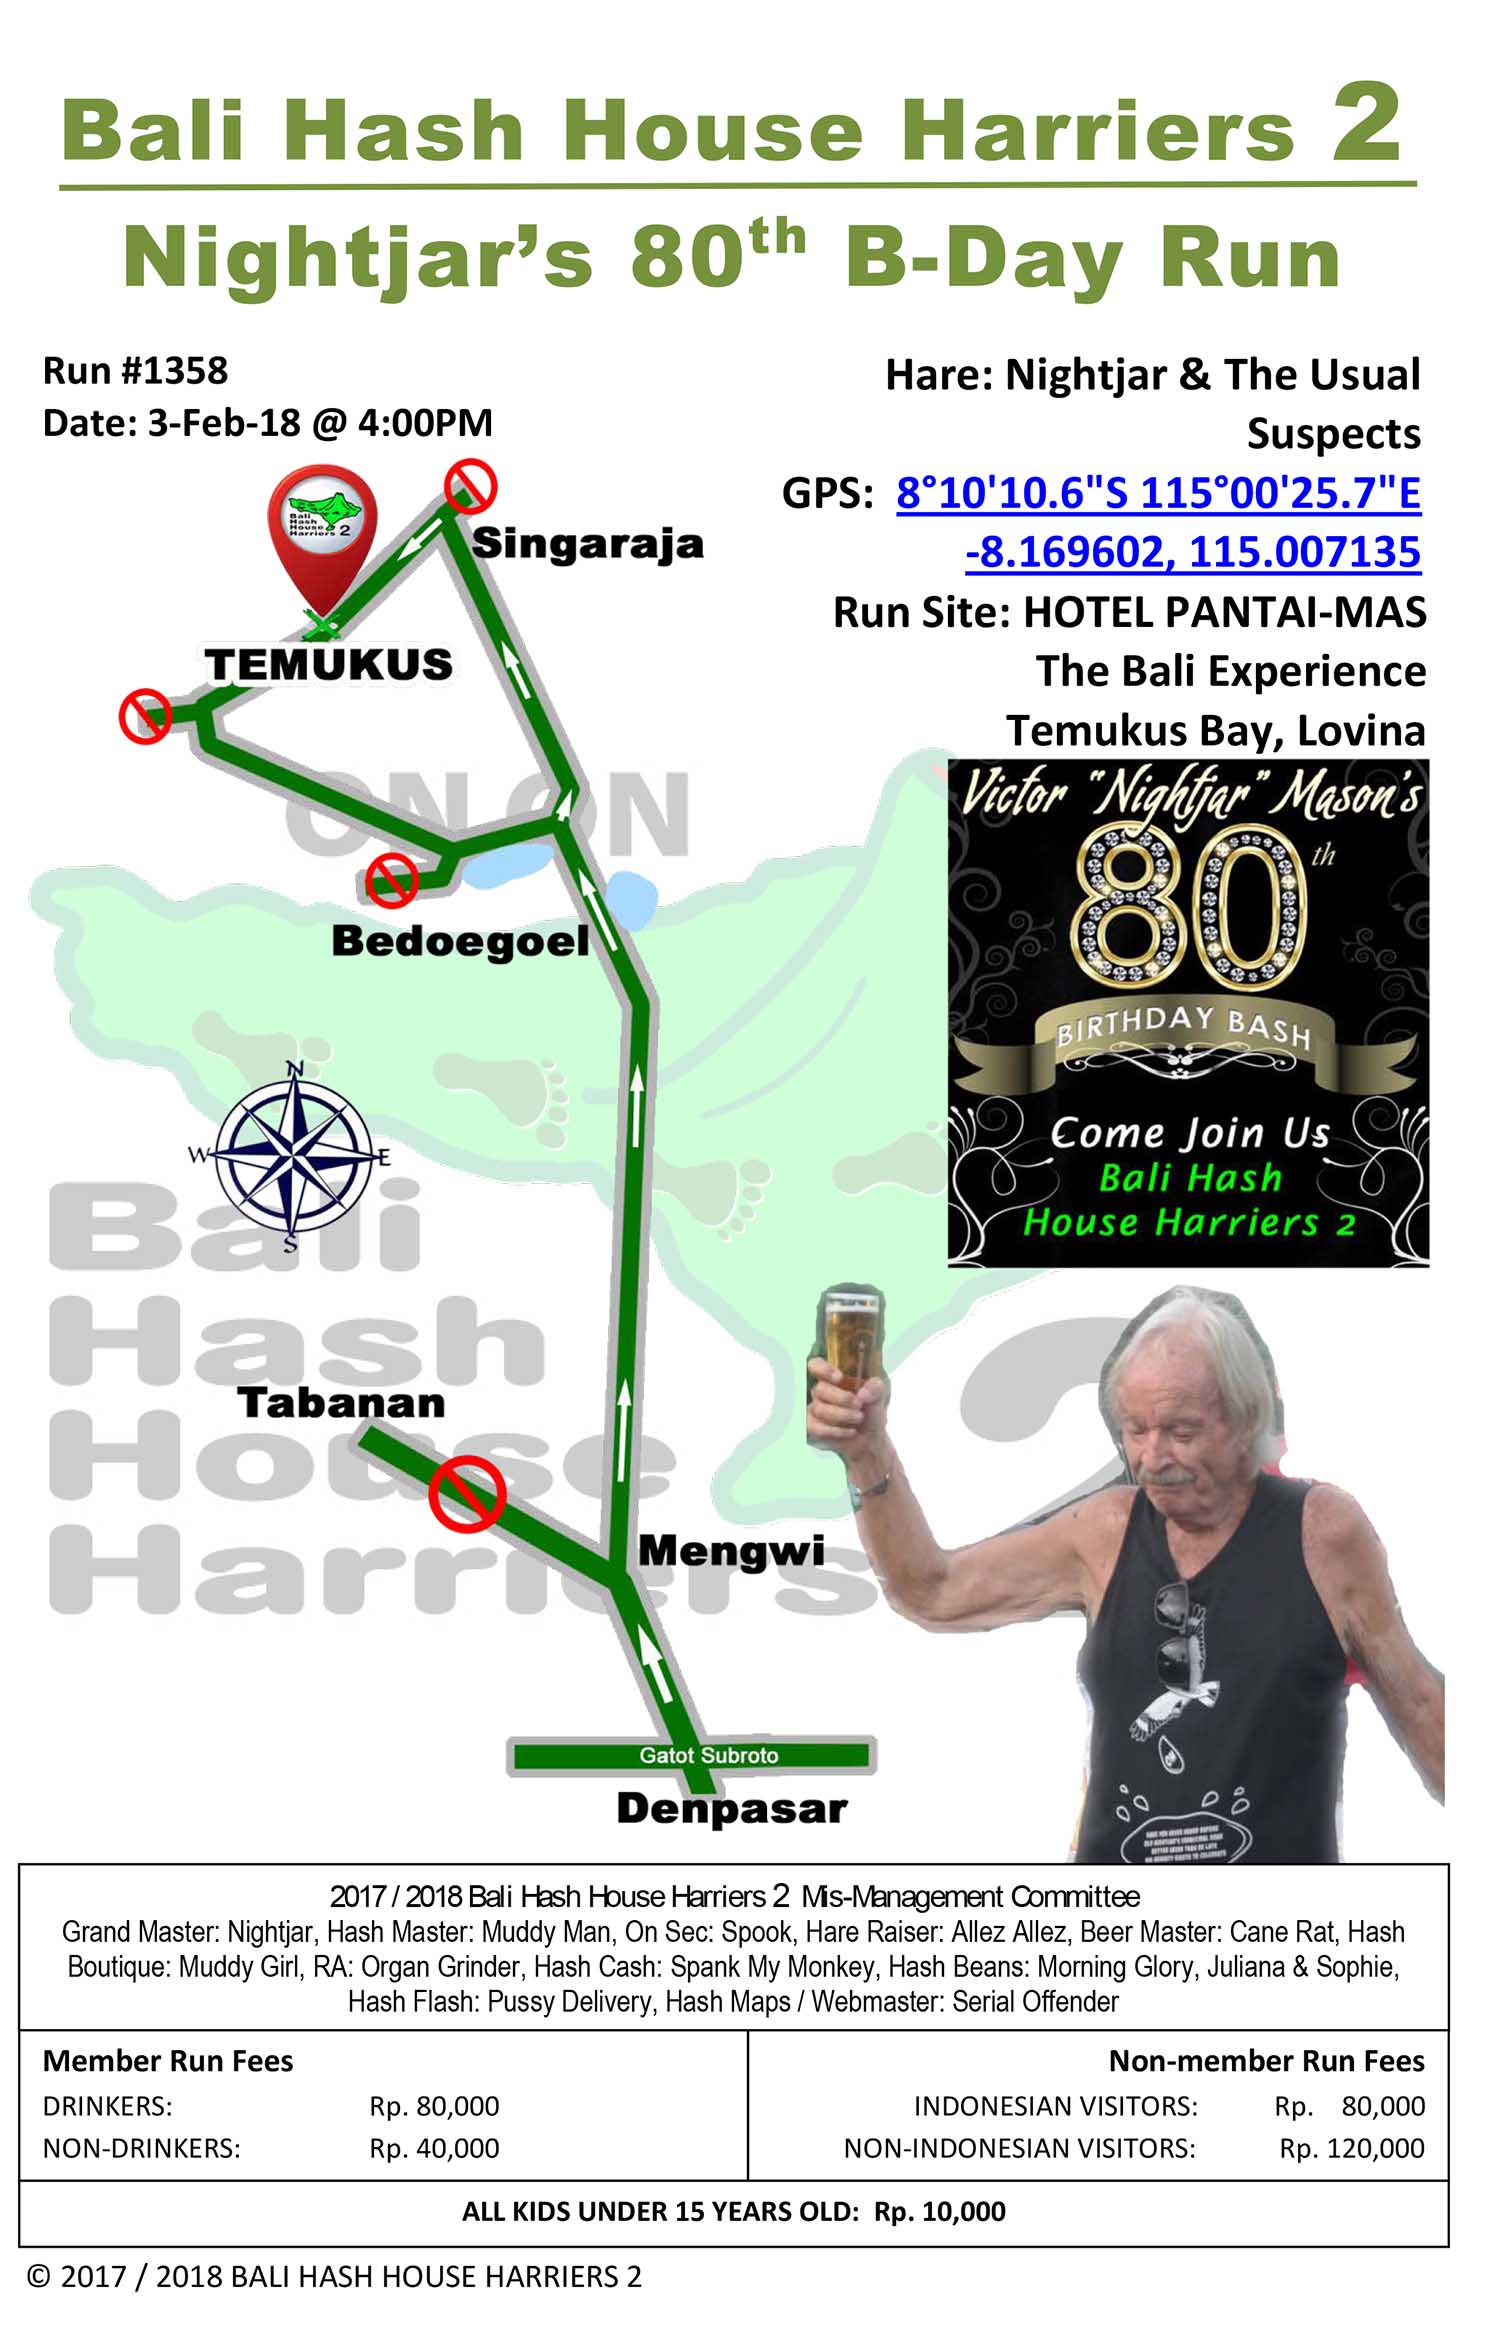 Bali Hash House Harriers 2
Nightjar’s 80th B-Day Run
Run #1358
Date: 3-Feb-18 @ 4:00PM
Hare: Nightjar & The Usual
Suspects
GPS: 8°10'10.6"S 115°00'25.7"E
-8.169602, 115.007135
Run Site: HOTEL PANTAI-MAS
The Bali Experience
Temukus Bay, Lovina
Bali
Hash
House
Harriers 2
Singaraja
TEMUKUS
ON ON
Bedoegoel
Victor "Nightjar" Mason's
80th
BIRTHDAY BASH
Come Join Us
Bali Hash
House Harriers 2
N
W E
S
Bali
Hash
House
Harriers
2
Tabanan
Mengwi
Gatot Subroto
Denpasar
2017 / 2018 Bali Hash House Harriers 2 Mis-Management Committee
Grand Master: Nightjar, Hash Master: Muddy Man, On Sec: Spook, Hare Raiser: Allez Allez, Beer Master: Cane Rat, Hash
Boutique: Muddy Girl, RA: Organ Grinder, Hash Cash: Spank My Monkey, Hash Beans: Morning Glory, Juliana & Sophie,
Hash Flash: Pussy Delivery, Hash Maps / Webmaster: Serial Offender
Member Run Fees
DRINKERS: Rp. 80,000
NON-DRINKERS: Rp. 40,000
Non-member Run Fees
INDONESIAN VISITORS: Rp. 80,000
NON-INDONESIAN VISITORS: Rp. 120,000
ALL KIDS UNDER 15 YEARS OLD: Rp. 10,000
© 2017 / 2018 BALI HASH HOUSE HARRIERS 2